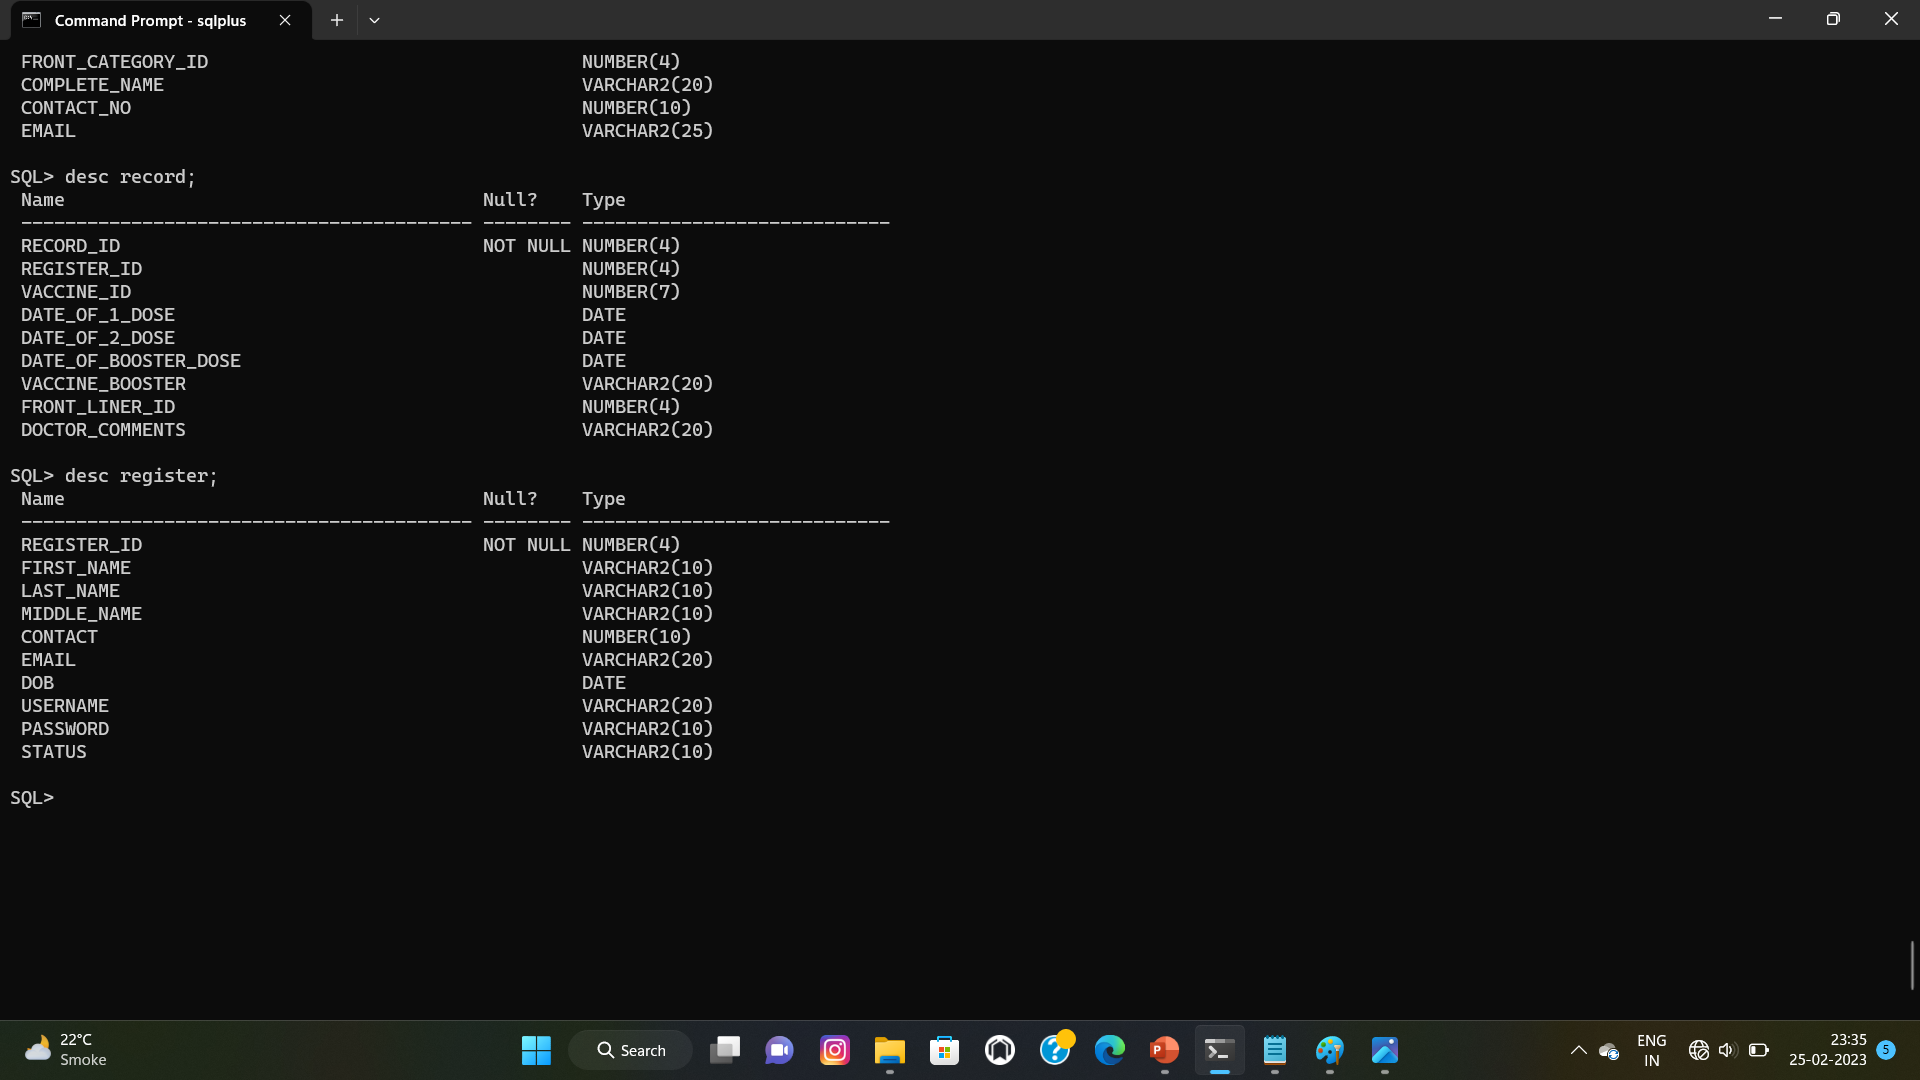 Command Prompt - sqlplus
FRONT_CATEGORY_ID NUMBER(4)
COMPLETE_NAME VARCHAR2(20)
CONTACT_NO NUMBER(10)
EMAIL VARCHAR2(25)
SQL> desc record;
Name Null? Type
----------------------------------------- -------- ----------------------------
RECORD_ID NOT NULL NUMBER(4)
REGISTER_ID NUMBER(4)
VACCINE_ID NUMBER(7)
DATE_OF_1_DOSE DATE
DATE_OF_2_DOSE DATE
DATE_OF_BOOSTER_DOSE DATE
VACCINE_BOOSTER VARCHAR2(20)
FRONT_LINER_ID NUMBER(4)
DOCTOR_COMMENTS VARCHAR2(20)
SQL> desc register;
Name Null? Type
----------------------------------------- -------- ----------------------------
REGISTER_ID NOT NULL NUMBER(4)
FIRST_NAME VARCHAR2(10)
LAST_NAME VARCHAR2(10)
MIDDLE_NAME VARCHAR2(10)
CONTACT NUMBER(10)
EMAIL VARCHAR2(20)
DOB DATE
USERNAME VARCHAR2(20)
PASSWORD VARCHAR2(10)
STATUS VARCHAR2(10)
SQL>
22°C
Smoke
Search
ENG
IN
23:35
25-02-2023
5